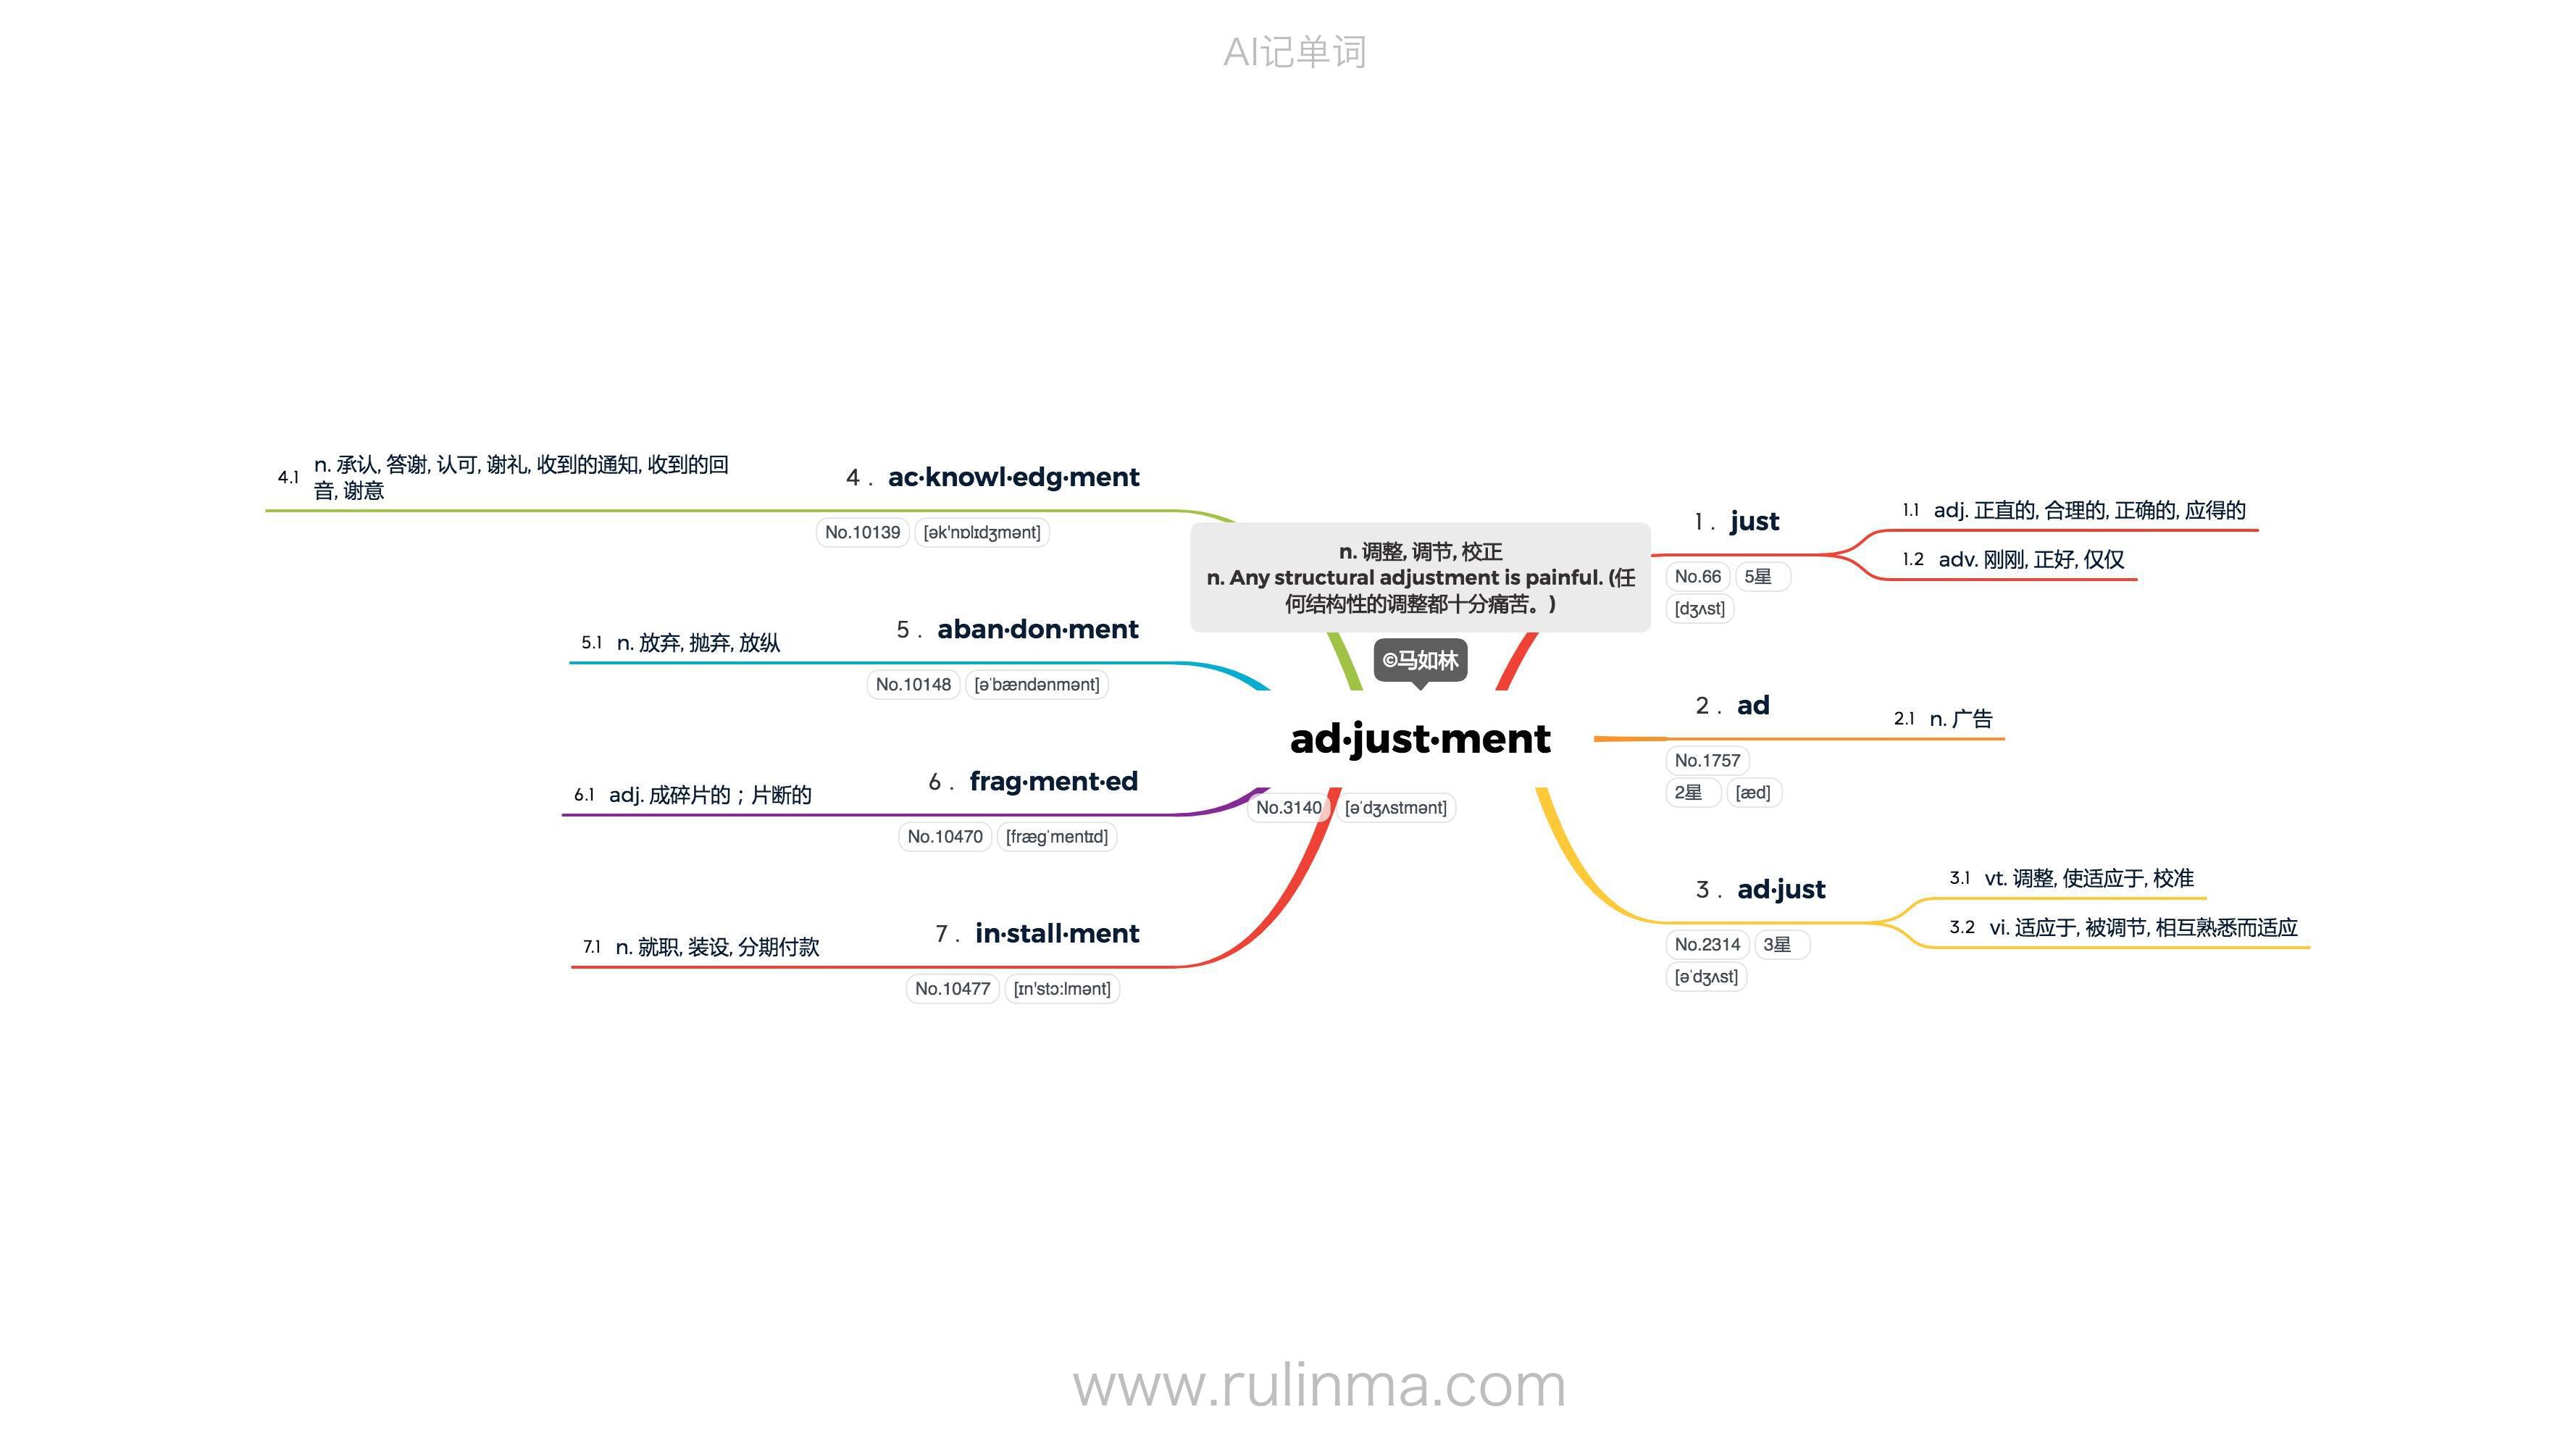 AI记单词
n. 调整, 调节, 校正
n. Any structural adjustment is painful. (任
何结构性的调整都十分痛苦。)
©马如林
ad·just·ment
No.3140 [əˈdʒʌstmənt]
1 . just
No.66 5星
[dʒʌst]
1.1 adj. 正直的, 合理的, 正确的, 应得的
1.2 adv. 刚刚, 正好, 仅仅
2 . ad
No.1757
2星 [æd]
2.1 n. 广告
3 . ad·just
No.2314 3星
[əˈdʒʌst]
3.1 vt. 调整, 使适应于, 校准
3.2 vi. 适应于, 被调节, 相互熟悉而适应
4 . ac·knowl·edg·ment
No.10139 [ək'nɒlɪdʒmənt]
4.1 n. 承认, 答谢, 认可, 谢礼, 收到的通知, 收到的回
音, 谢意
5 . aban·don·ment
No.10148 [əˈbændənmənt]
5.1 n. 放弃, 抛弃, 放纵
6 . frag·ment·ed
No.10470 [fræɡˈmentɪd]
6.1 adj. 成碎片的；片断的
7 . in·stall·ment
No.10477 [ɪn'stɔ:lmənt]
7.1 n. 就职, 装设, 分期付款
www.rulinma.com